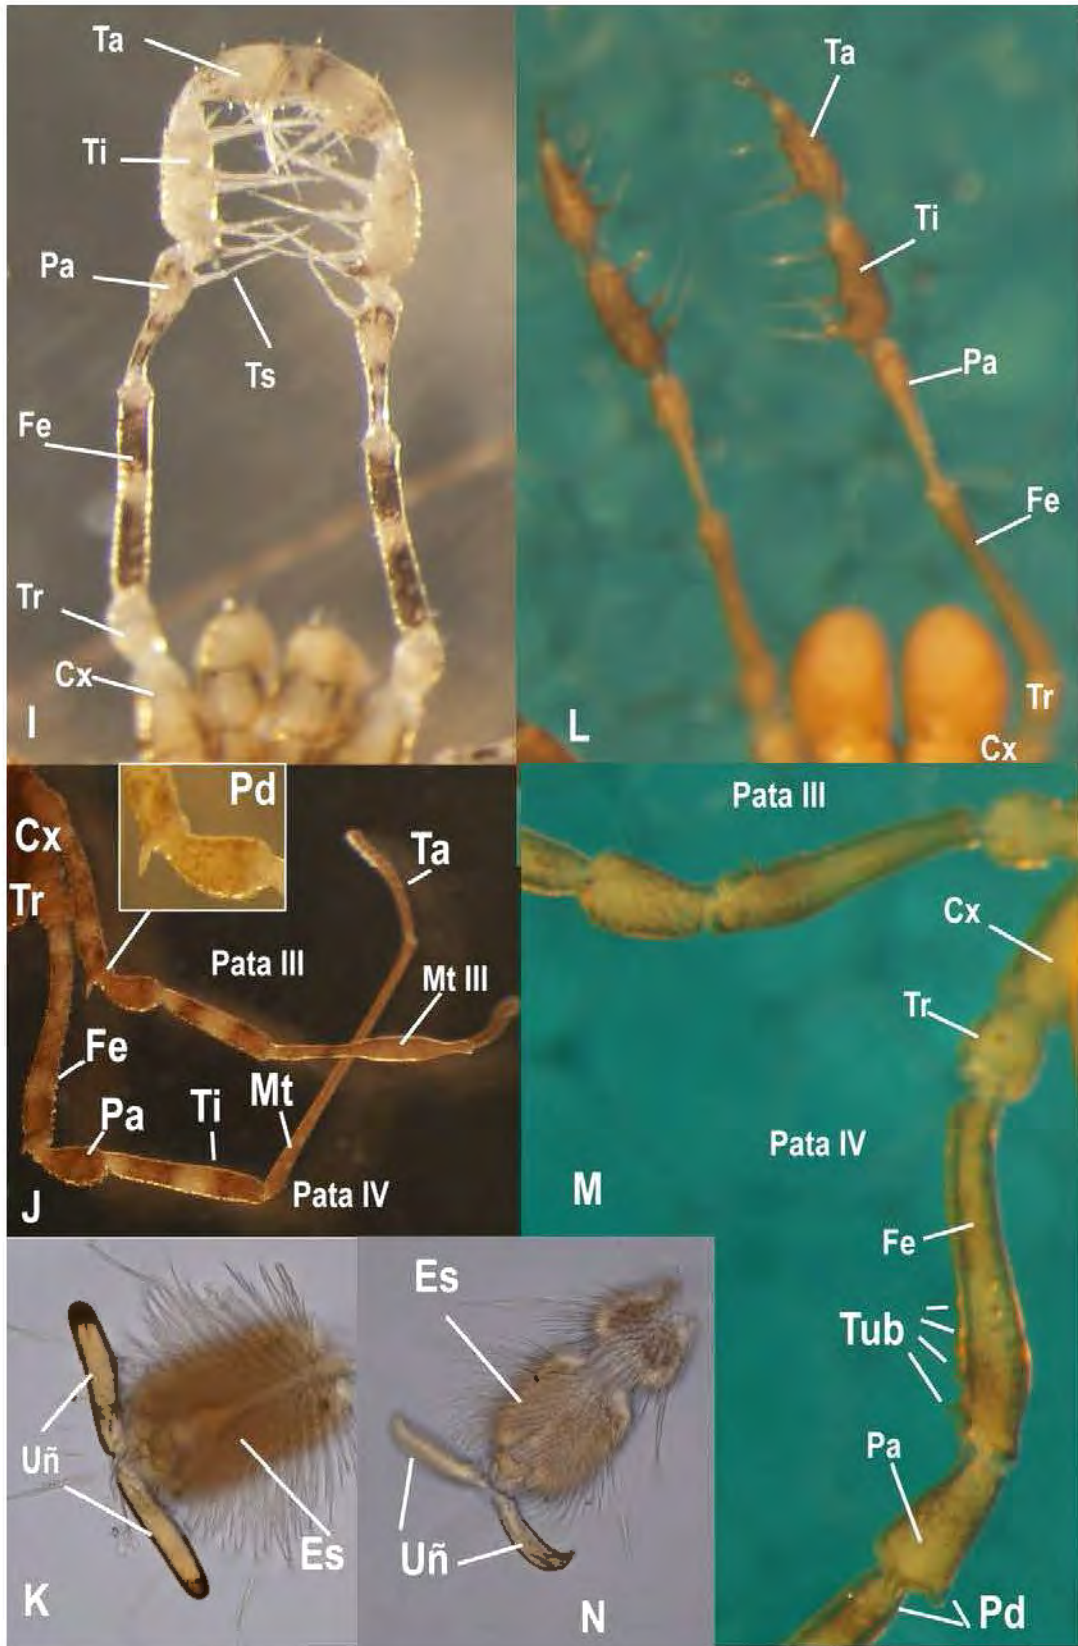 Ta
Ti
Pa
Ts
Fe
Tr
Cx
I
Ta
Ti
Pa
Fe
Tr
Cx
L
Pd
Cx
Tr
Ta
Pata III
Mt III
Fe
Pa
Ti
Mt
Pata IV
J
Pata III
Cx
Tr
Pata IV
M
Fe
Tub
Pa
Pd
Uñ
Es
K
Es
Uñ
N